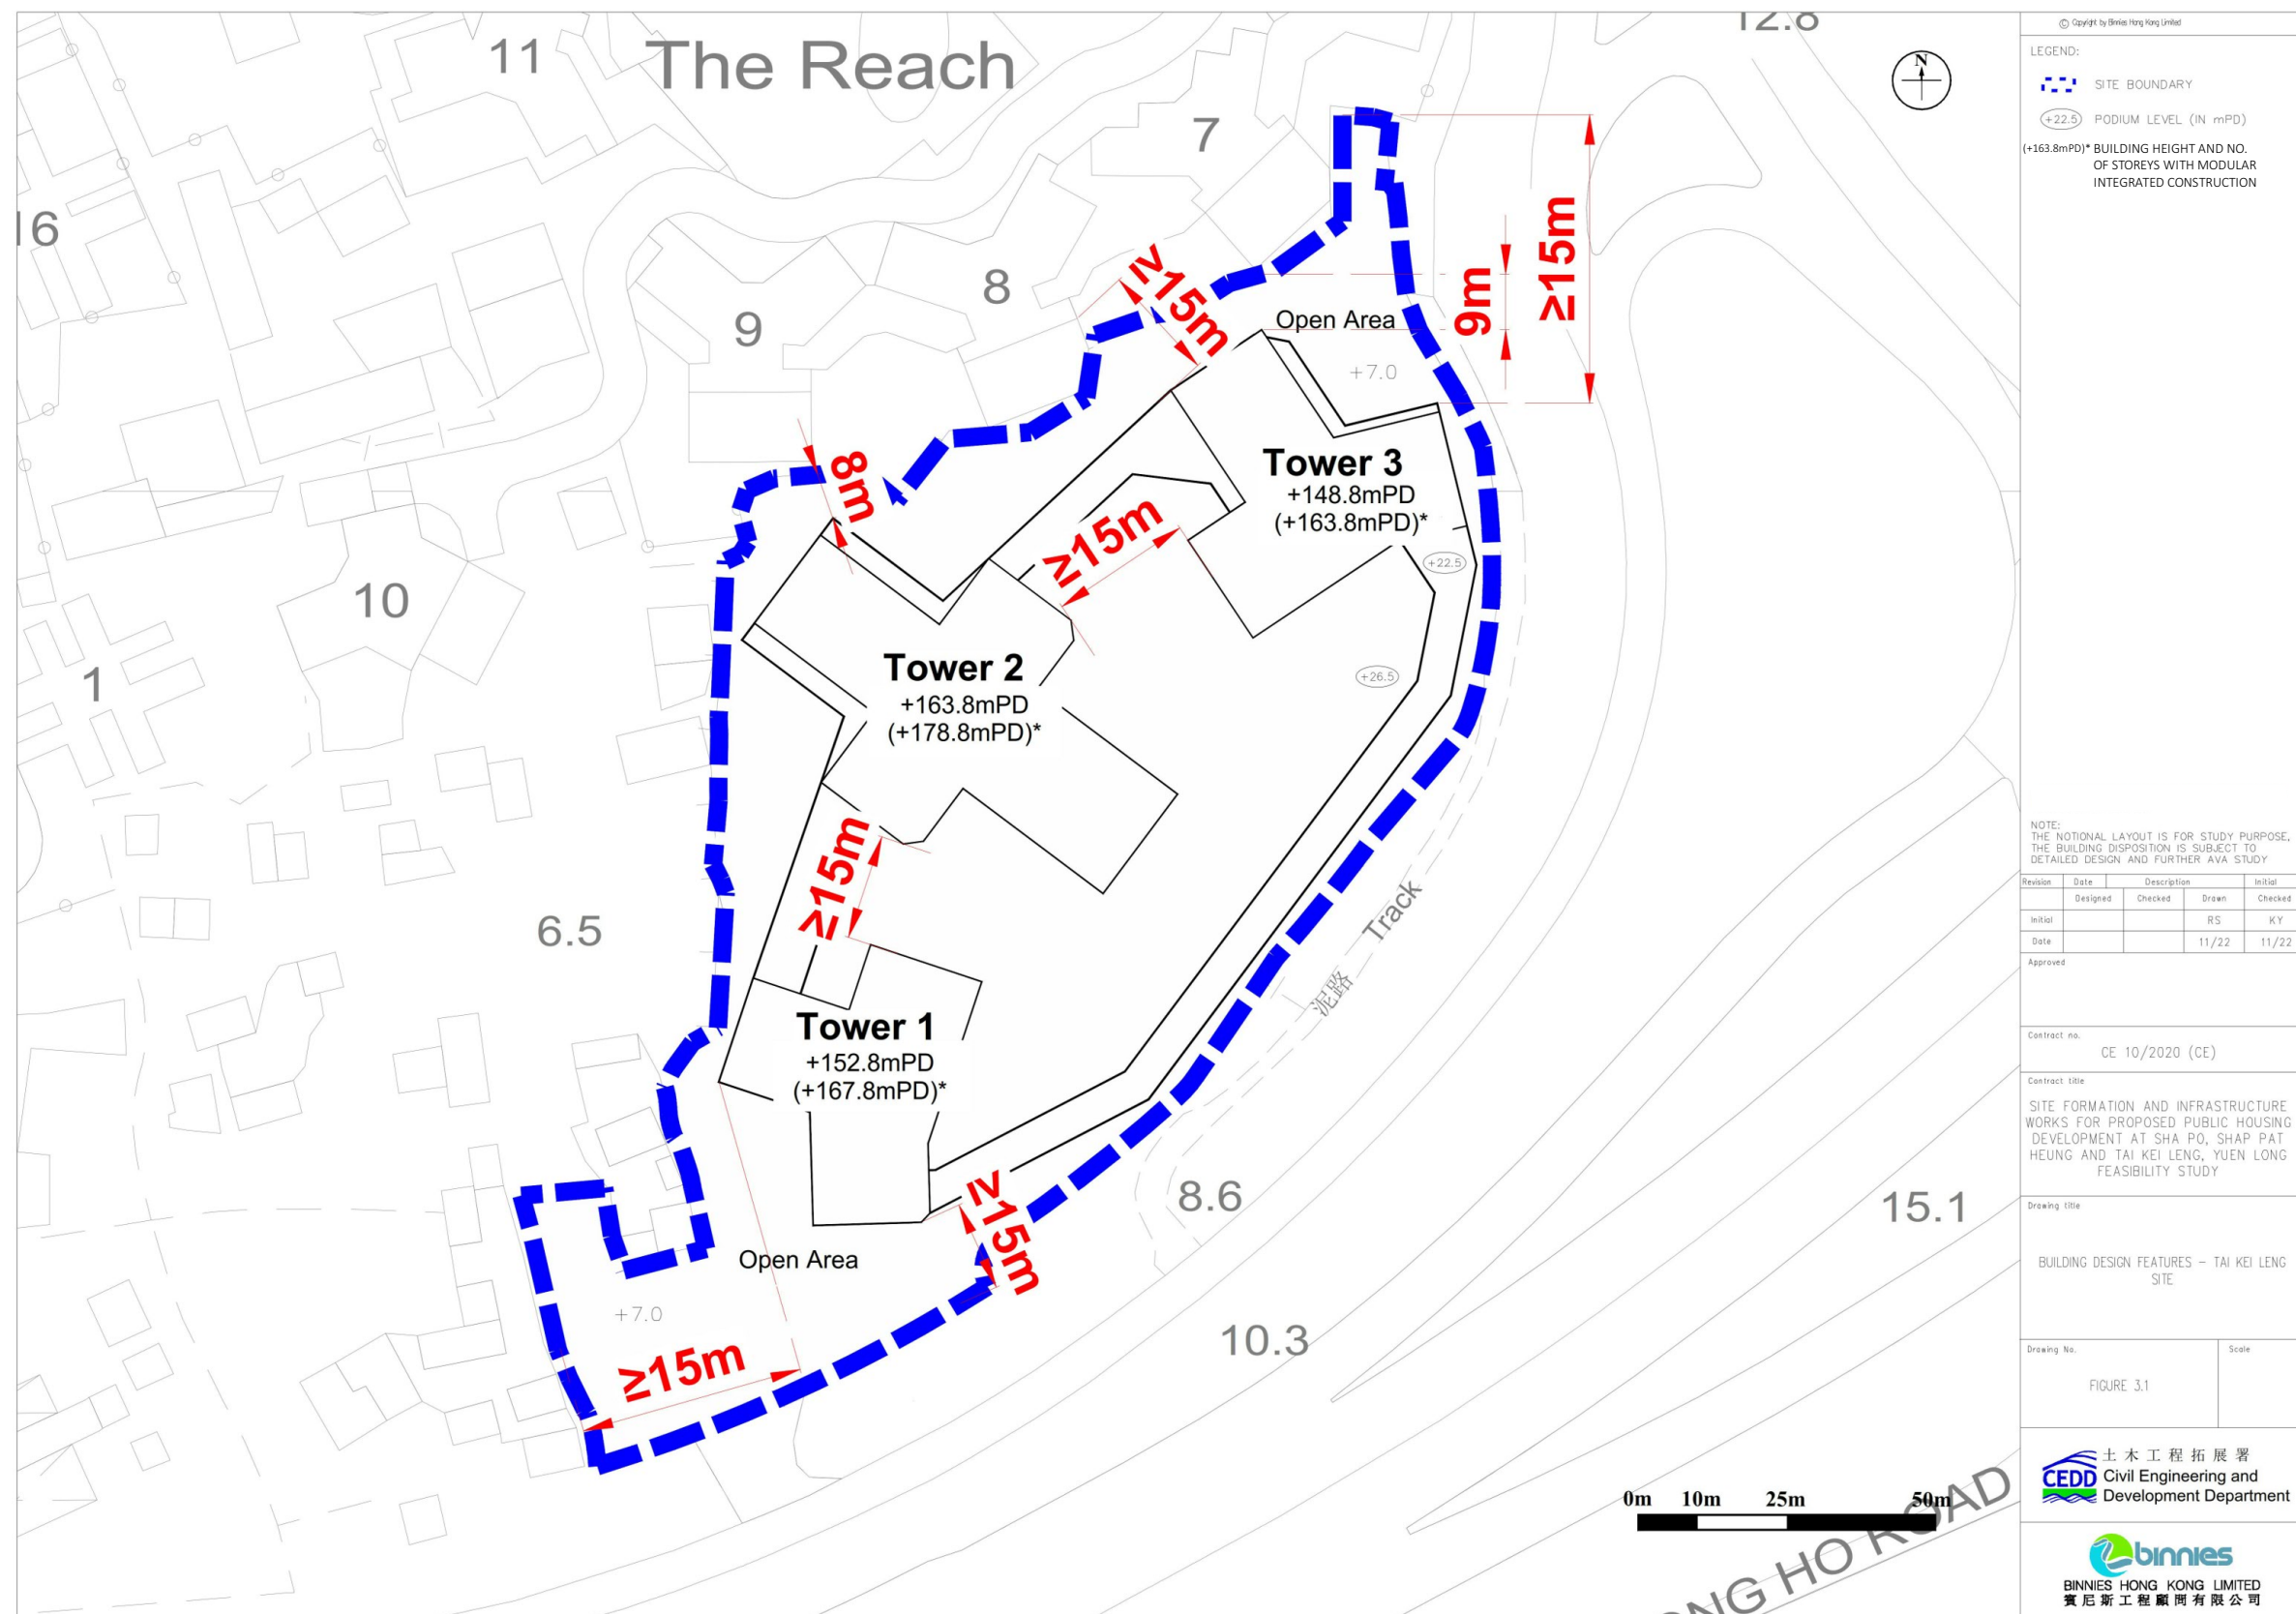 12.8
11
The Reach
7
16
8
9
10
1
6.5
8.6
10.3
15.1
≥15m
≥15m
9m
Open Area
+7.0
8m
Tower 3
+148.8mPD
(+163.8mPD)*
≥15m
+22.5
+26.5
Tower 2
+163.8mPD
(+178.8mPD)*
≥15m
Tower 1
+152.8mPD
(+167.8mPD)*
≥15m
Open Area
+7.0
≥15m
泥路 Track
0m 10m 25m 50m
NG HO ROAD
N
© Copyright by Binnies Hong Kong Limited
LEGEND:
SITE BOUNDARY
+22.5 PODIUM LEVEL (IN mPD)
(+163.8mPD)* BUILDING HEIGHT AND NO.
OF STOREYS WITH MODULAR
INTEGRATED CONSTRUCTION
NOTE:
THE NOTIONAL LAYOUT IS FOR STUDY PURPOSE,
THE BUILDING DISPOSITION IS SUBJECT TO
DETAILED DESIGN AND FURTHER AVA STUDY
Revision Date Description Initial
Designed Checked Drawn Checked
Initial RS KY
Date 11/22 11/22
Approved
Contract no.
CE 10/2020 (CE)
Contract title
SITE FORMATION AND INFRASTRUCTURE
WORKS FOR PROPOSED PUBLIC HOUSING
DEVELOPMENT AT SHA PO, SHAP PAT
HEUNG AND TAI KEI LENG, YUEN LONG
FEASIBILITY STUDY
Drawing title
BUILDING DESIGN FEATURES - TAI KEI LENG
SITE
Drawing No. Scale
FIGURE 3.1
土木工程拓展署
CEDD Civil Engineering and
Development Department
binnies
BINNIES HONG KONG LIMITED
賓尼斯工程顧問有限公司